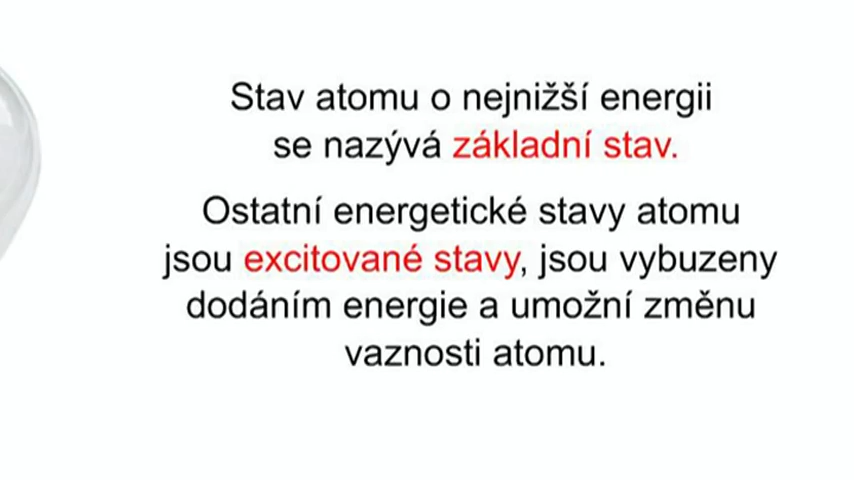 Stav atomu o nejnižší energii
se nazývá základní stav.
Ostatní energetické stavy atomu
jsou excitované stavy, jsou vybuzeny
dodáním energie a umožní změnu
vaznosti atomu.